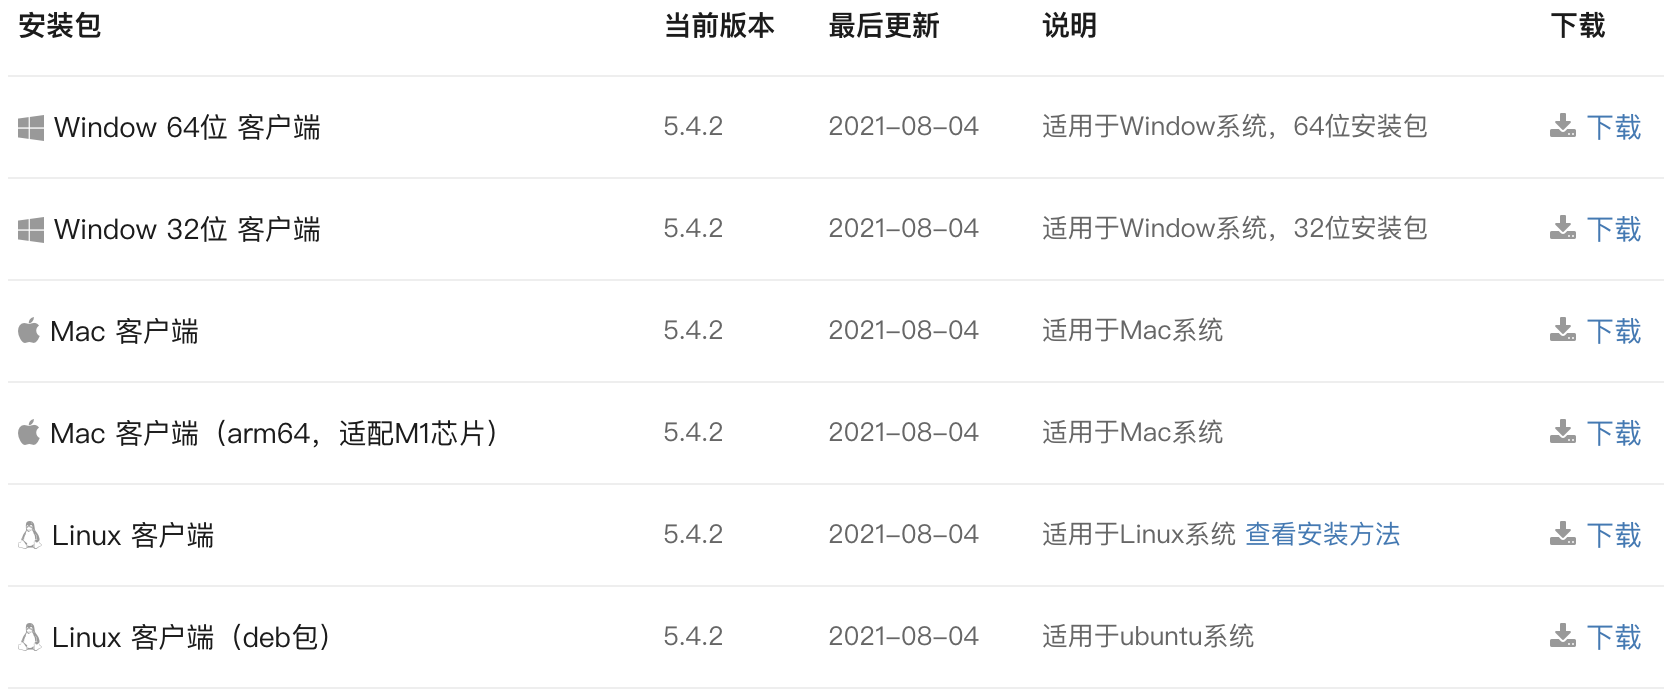 安装包 当前版本 最后更新 说明 下载
Window 64位 客户端 5.4.2 2021-08-04 适用于Window系统，64位安装包 下载
Window 32位 客户端 5.4.2 2021-08-04 适用于Window系统，32位安装包 下载
Mac 客户端 5.4.2 2021-08-04 适用于Mac系统 下载
Mac 客户端（arm64，适配M1芯片） 5.4.2 2021-08-04 适用于Mac系统 下载
Linux 客户端 5.4.2 2021-08-04 适用于Linux系统 查看安装方法 下载
Linux 客户端（deb包） 5.4.2 2021-08-04 适用于ubuntu系统 下载